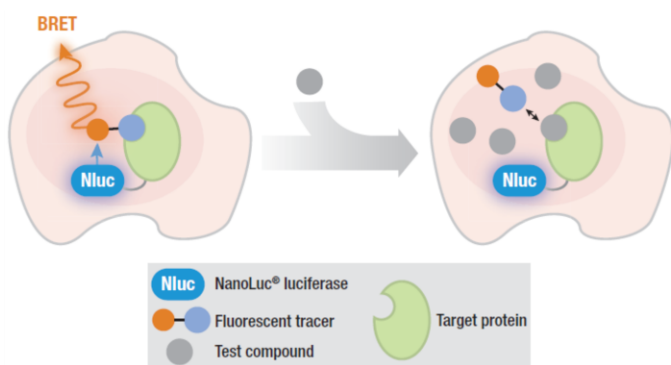 BRET
Nluc
Nluc
Nluc NanoLuc® luciferase
Fluorescent tracer
Test compound
Target protein